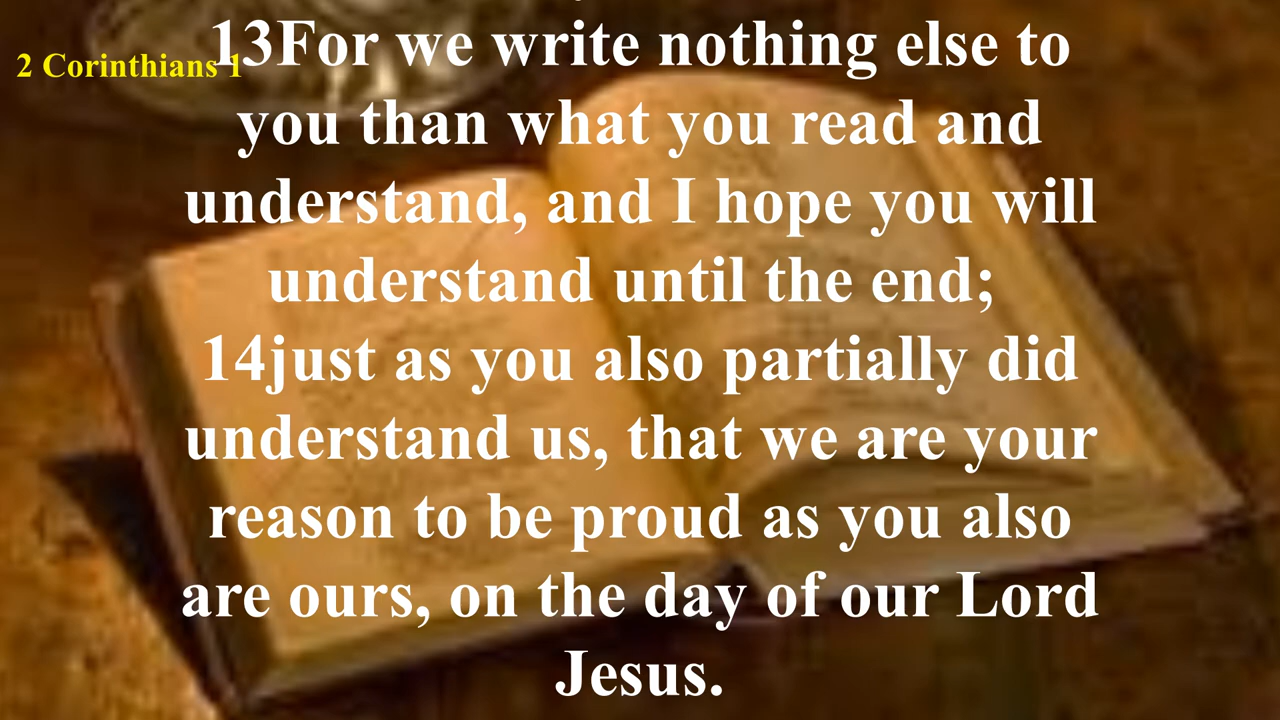 2 Corinthians 1
13For we write nothing else to
you than what you read and
understand, and I hope you will
understand until the end;
14just as you also partially did
understand us, that we are your
reason to be proud as you also
are ours, on the day of our Lord
Jesus.